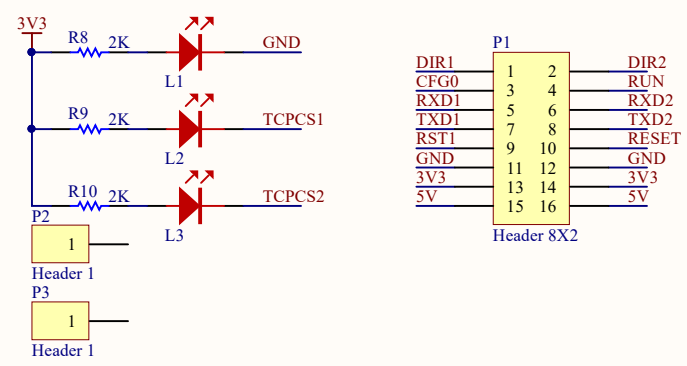 3V3
R8 2K GND
L1
R9 2K TCPCS1
L2
R10 2K TCPCS2
L3
P2
1
Header 1
P3
1
Header 1
P1
DIR1 1 2 DIR2
CFG0 3 4 RUN
RXD1 5 6 RXD2
TXD1 7 8 TXD2
RST1 9 10 RESET
GND 11 12 GND
3V3 13 14 3V3
5V 15 16 5V
Header 8X2